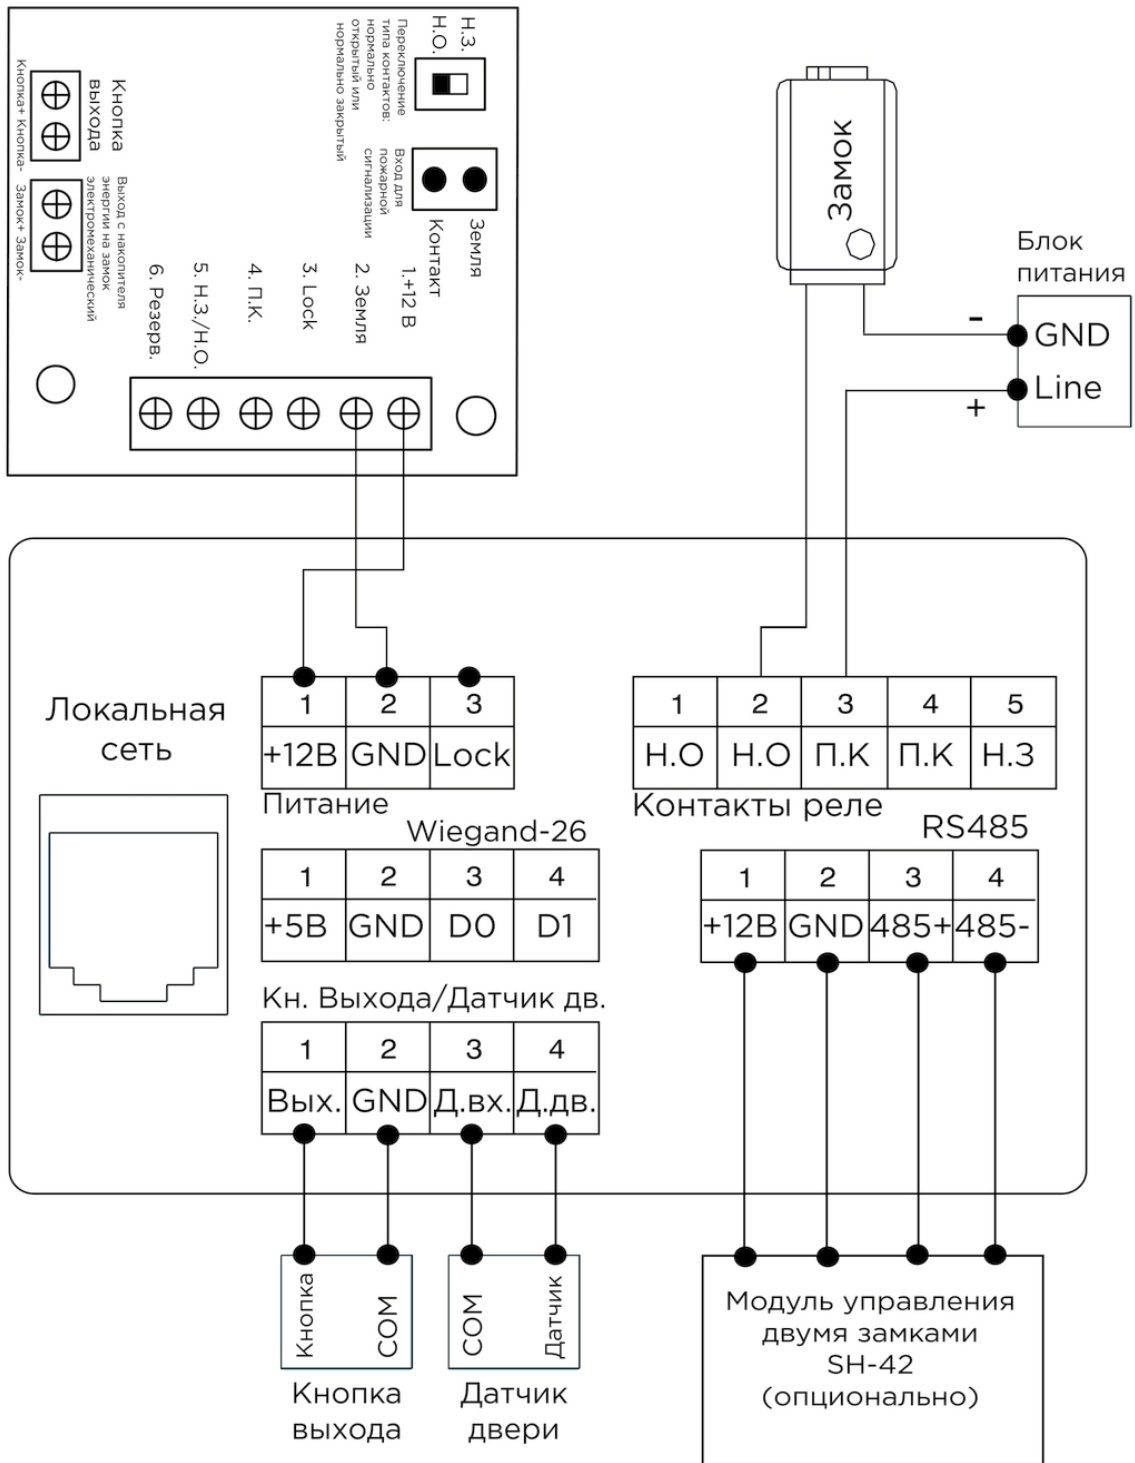 Н.З.
Н.О.
Переключение
типа контактов:
нормально
открытый или
нормально закрытый
Кнопка
выхода
Кнопка+ Кнопка-
Вход для
пожарной
сигнализации
Земля
Контакт
Выход с накопителя
энергии на замок
электромеханический
Замок+ Замок-
6. Резерв.
5. Н.З./Н.О.
4. П.К.
3. Lock
2. Земля
1.+12 В
Замок
Блок
питания
-
GND
Line
+
Локальная
сеть
1 2 3
+12В GND Lock
Питание
1 2 3 4 5
Н.О Н.О П.К П.К Н.З
Контакты реле
Wiegand-26
1 2 3 4
+5В GND D0 D1
RS485
1 2 3 4
+12В GND 485+ 485-
Кн. Выхода/Датчик дв.
1 2 3 4
Вых. GND Д.вх. Д.дв.
Кнопка
COM
Кнопка
выхода
COM
Датчик
Датчик
двери
Модуль управления
двумя замками
SH-42
(опционально)